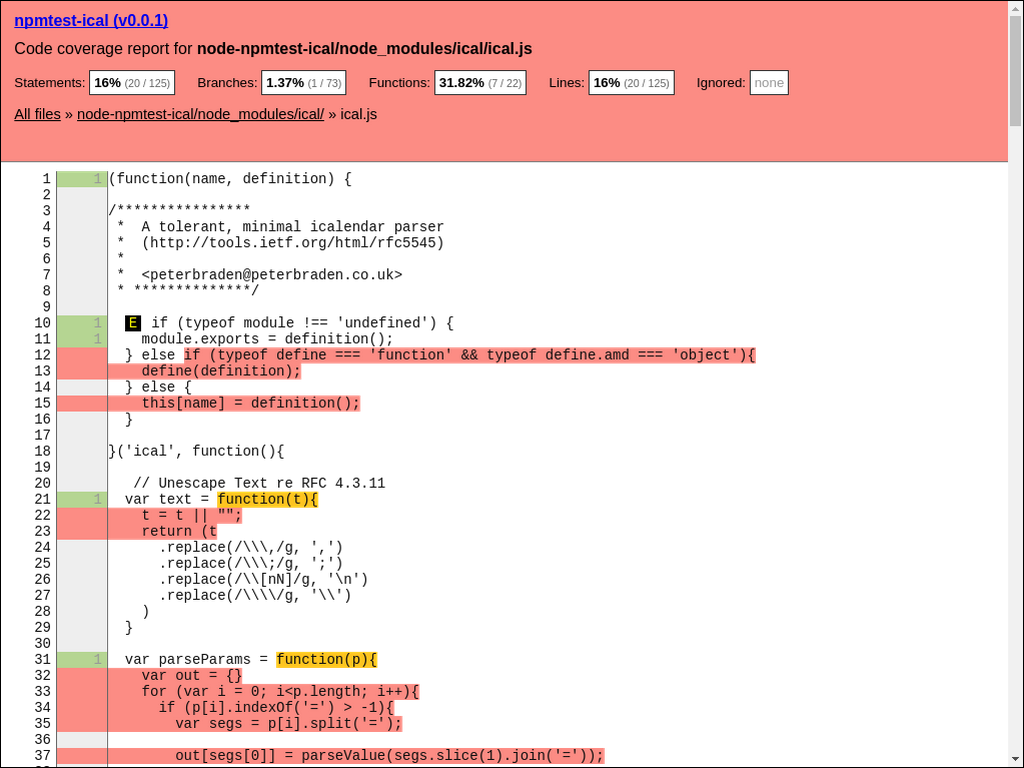 npmtest-ical (v0.0.1)
Code coverage report for node-npmtest-ical/node_modules/ical/ical.js
Statements: 16% (20 / 125) Branches: 1.37% (1 / 73) Functions: 31.82% (7 / 22) Lines: 16% (20 / 125) Ignored: none
All files » node-npmtest-ical/node_modules/ical/ » ical.js
1 1 (function(name, definition) {
2
3 /****************
4  *  A tolerant, minimal icalendar parser
5  *  (http://tools.ietf.org/html/rfc5545)
6  *
7  *  <peterbraden@peterbraden.co.uk>
8  * **************/
9
10 1   E if (typeof module !== 'undefined') {
11 1     module.exports = definition();
12   } else if (typeof define === 'function' && typeof define.amd === 'object'){
13     define(definition);
14   } else {
15     this[name] = definition();
16   }
17
18 }('ical', function(){
19
20    // Unescape Text re RFC 4.3.11
21 1   var text = function(t){
22     t = t || "";
23     return (t
24       .replace(/\\\,/g, ',')
25       .replace(/\\\;/g, ';')
26       .replace(/\\[nN]/g, '\n')
27       .replace(/\\\\/g, '\\')
28     )
29   }
30
31 1   var parseParams = function(p){
32     var out = {}
33     for (var i = 0; i<p.length; i++){
34       if (p[i].indexOf('=') > -1){
35         var segs = p[i].split('=');
36
37         out[segs[0]] = parseValue(segs.slice(1).join('='));